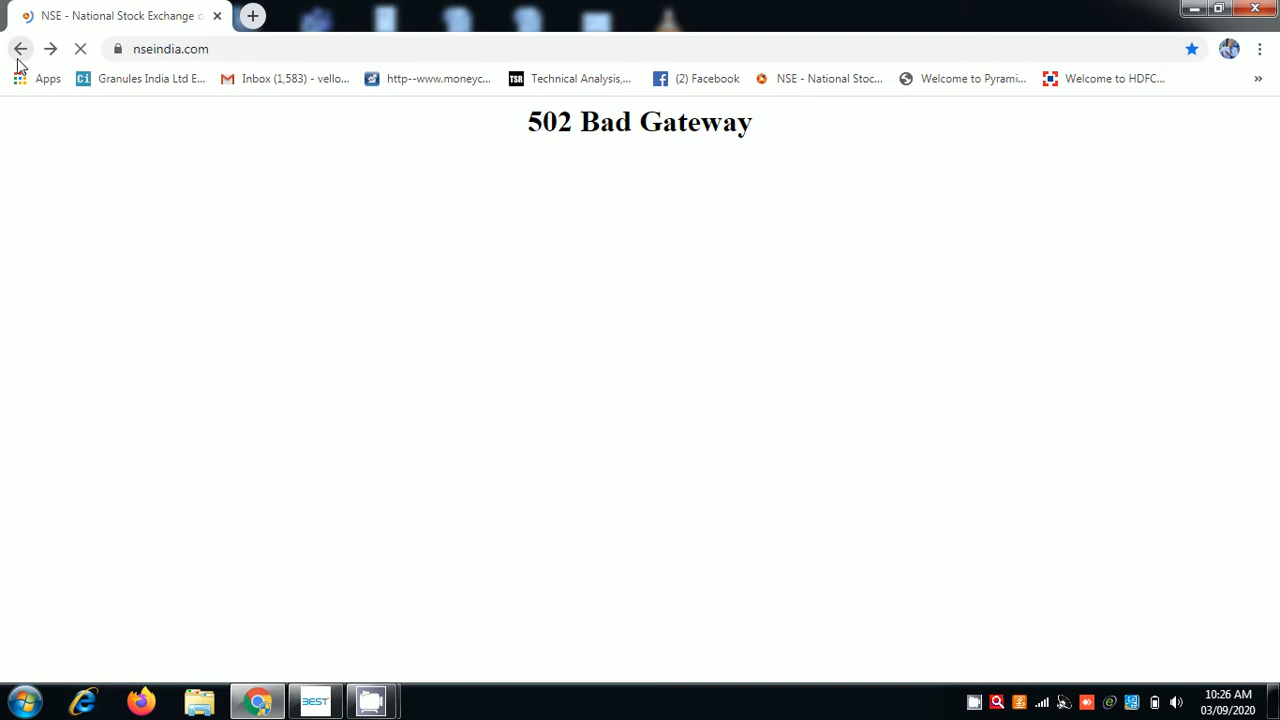 NSE - National Stock Exchange o
nseindia.com
Apps
Granules India Ltd E...
Inbox (1,583) - vello...
http--www.moneyc...
TSR
Technical Analysis,...
(2) Facebook
NSE - National Stoc...
Welcome to Pyrami...
Welcome to HDFC...
502 Bad Gateway
BEST
10:26 AM
03/09/2020